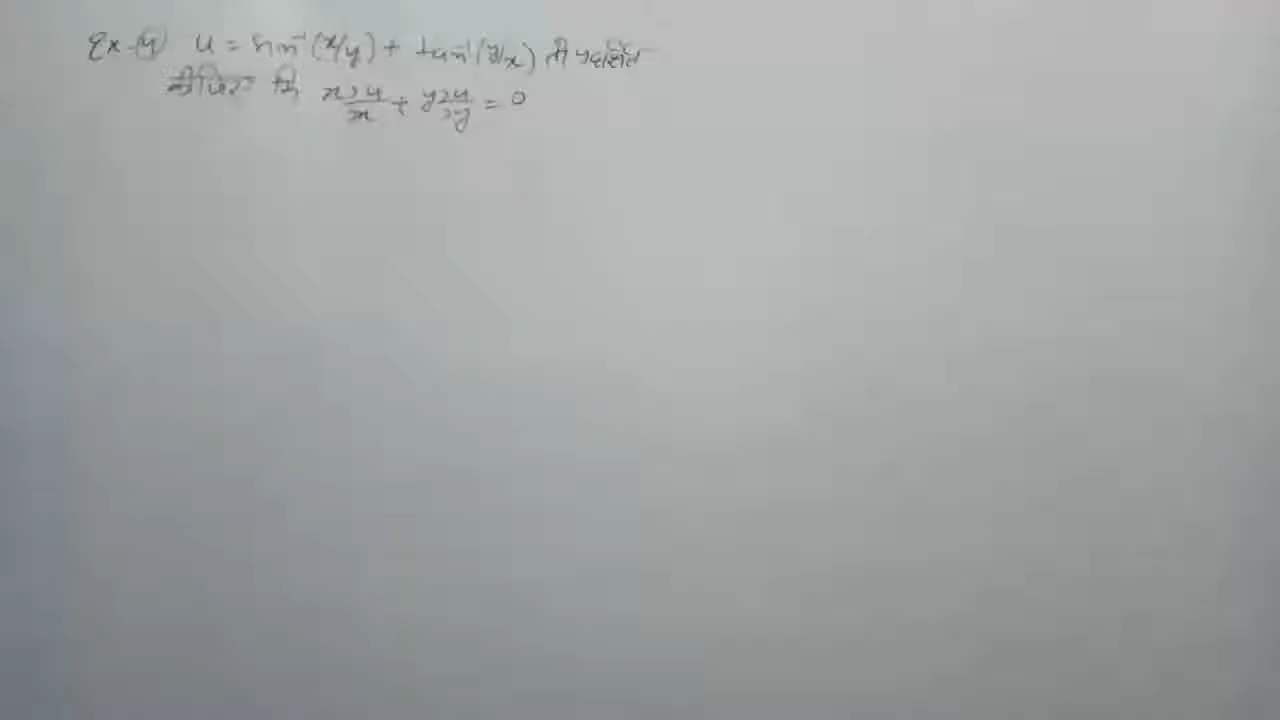 Ex-(4) u = sin⁻¹(x/y) + tan⁻¹(y/x) तो प्रदर्शित
कीजिए कि x∂u/∂x + y∂u/∂y = 0